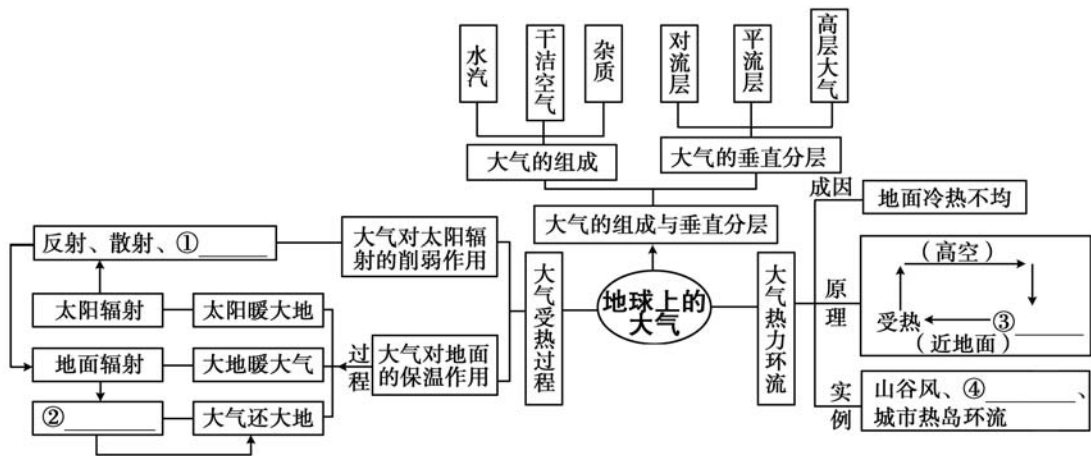 水汽
干洁空气
杂质
对流层
平流层
高层大气
大气的组成
大气的垂直分层
大气的组成与垂直分层
地球上的
大气
大气受热过程
大气对太阳辐
射的削弱作用
反射、散射、①______
太阳辐射
太阳暖大地
地面辐射
大地暖大气
②________
大气还大地
过程
大气对地面
的保温作用
大气热力环流
成因
地面冷热不均
原理
（高空）
受热
③______
（近地面）
实例
山谷风、④________、
城市热岛环流